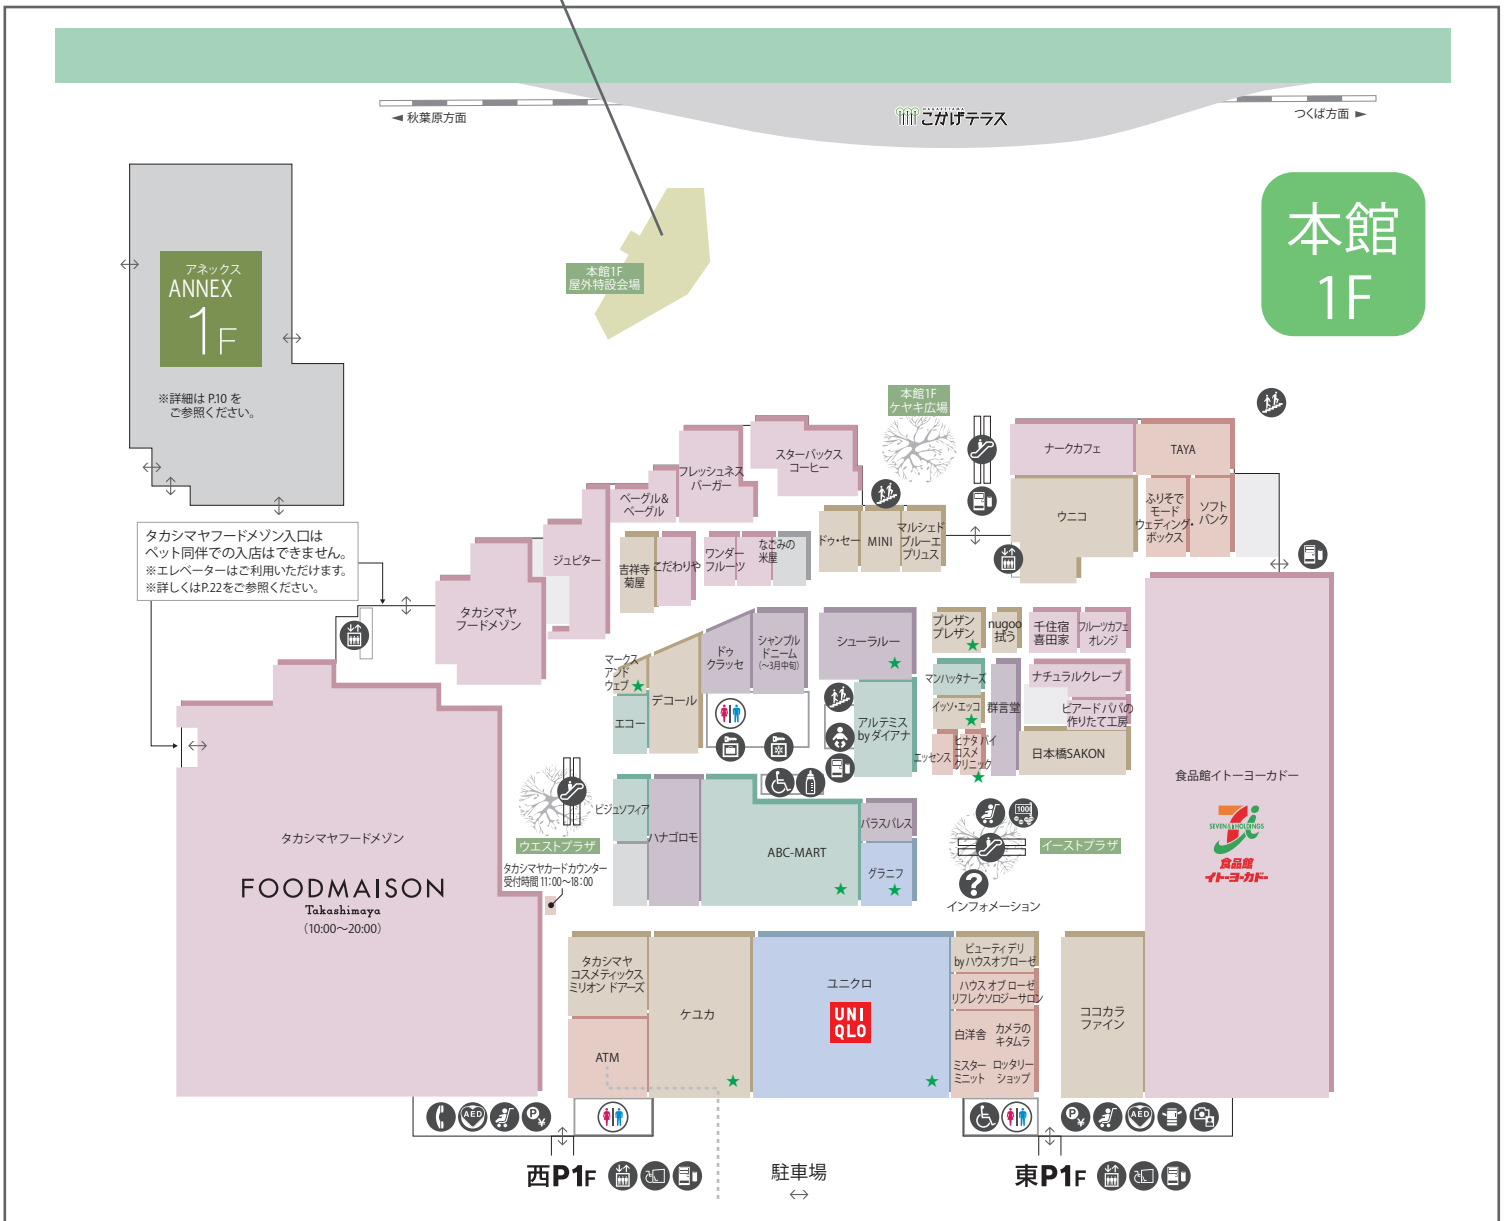 NAGAREYAMA
こかげテラス
◄ 秋葉原方面
つくば方面 ►
本館
1F
アネックス
ANNEX
1F
※詳細は P.10 を
ご参照ください。
本館1F
屋外特設会場
本館1F
ケヤキ広場
タカシマヤフードメゾン入口は
ペット同伴での入店はできません。
※エレベーターはご利用いただけます。
※詳しくはP.22をご参照ください。
スターバックス
コーヒー
フレッシュネス
バーガー
ベーグル&
ベーグル
ジュピター
タカシマヤ
フードメゾン
吉祥寺
菊屋
こだわりや
ワンダー
フルーツ
なごみの
米屋
ドゥ・セー
MINI
マルシェド
ブルーエ
プリュス
ナークカフェ
TAYA
ウニコ
ふりそで
モード
ウェディング・
ボックス
ソフト
バンク
マークス
アンド
ウェブ
エコー
デコール
ドゥ
クラッセ
シャンブル
ドニーム
(〜3月中旬)
シューラルー
アルテミス
by ダイアナ
プレザン
プレザン
nugoo
拭う
千住宿
喜田家
フルーツカフェ
オレンジ
マンハッタナーズ
イッソ・エッコ
群言堂
ナチュラルクレープ
ビアードパパの
作りたて工房
エッセンス
ヒナタ バイ
コスメ
クリニック
日本橋SAKON
タカシマヤフードメゾン
FOODMAISON
Takashimaya
(10:00〜20:00)
ウエストプラザ
タカシマヤカードカウンター
受付時間 11:00〜18:00
ビジュソフィア
ハナゴロモ
ABC-MART
パラスパレス
グラニフ
100
イーストプラザ
?
インフォメーション
食品館イトーヨーカドー
SEVEN & i HOLDINGS
食品館
イトーヨーカドー
タカシマヤ
コスメティックス
ミリオン ドアーズ
ATM
ケユカ
ユニクロ
UNI
QLO
ビューティ デリ
by ハウスオブローゼ
ハウス オブ ローゼ
リフレクソロジーサロン
白洋舎
カメラの
キタムラ
ミスター
ミニット
ロッタリー
ショップ
ココカラ
ファイン
AED
P¥
P¥
AED
西P1F
駐車場
東P1F